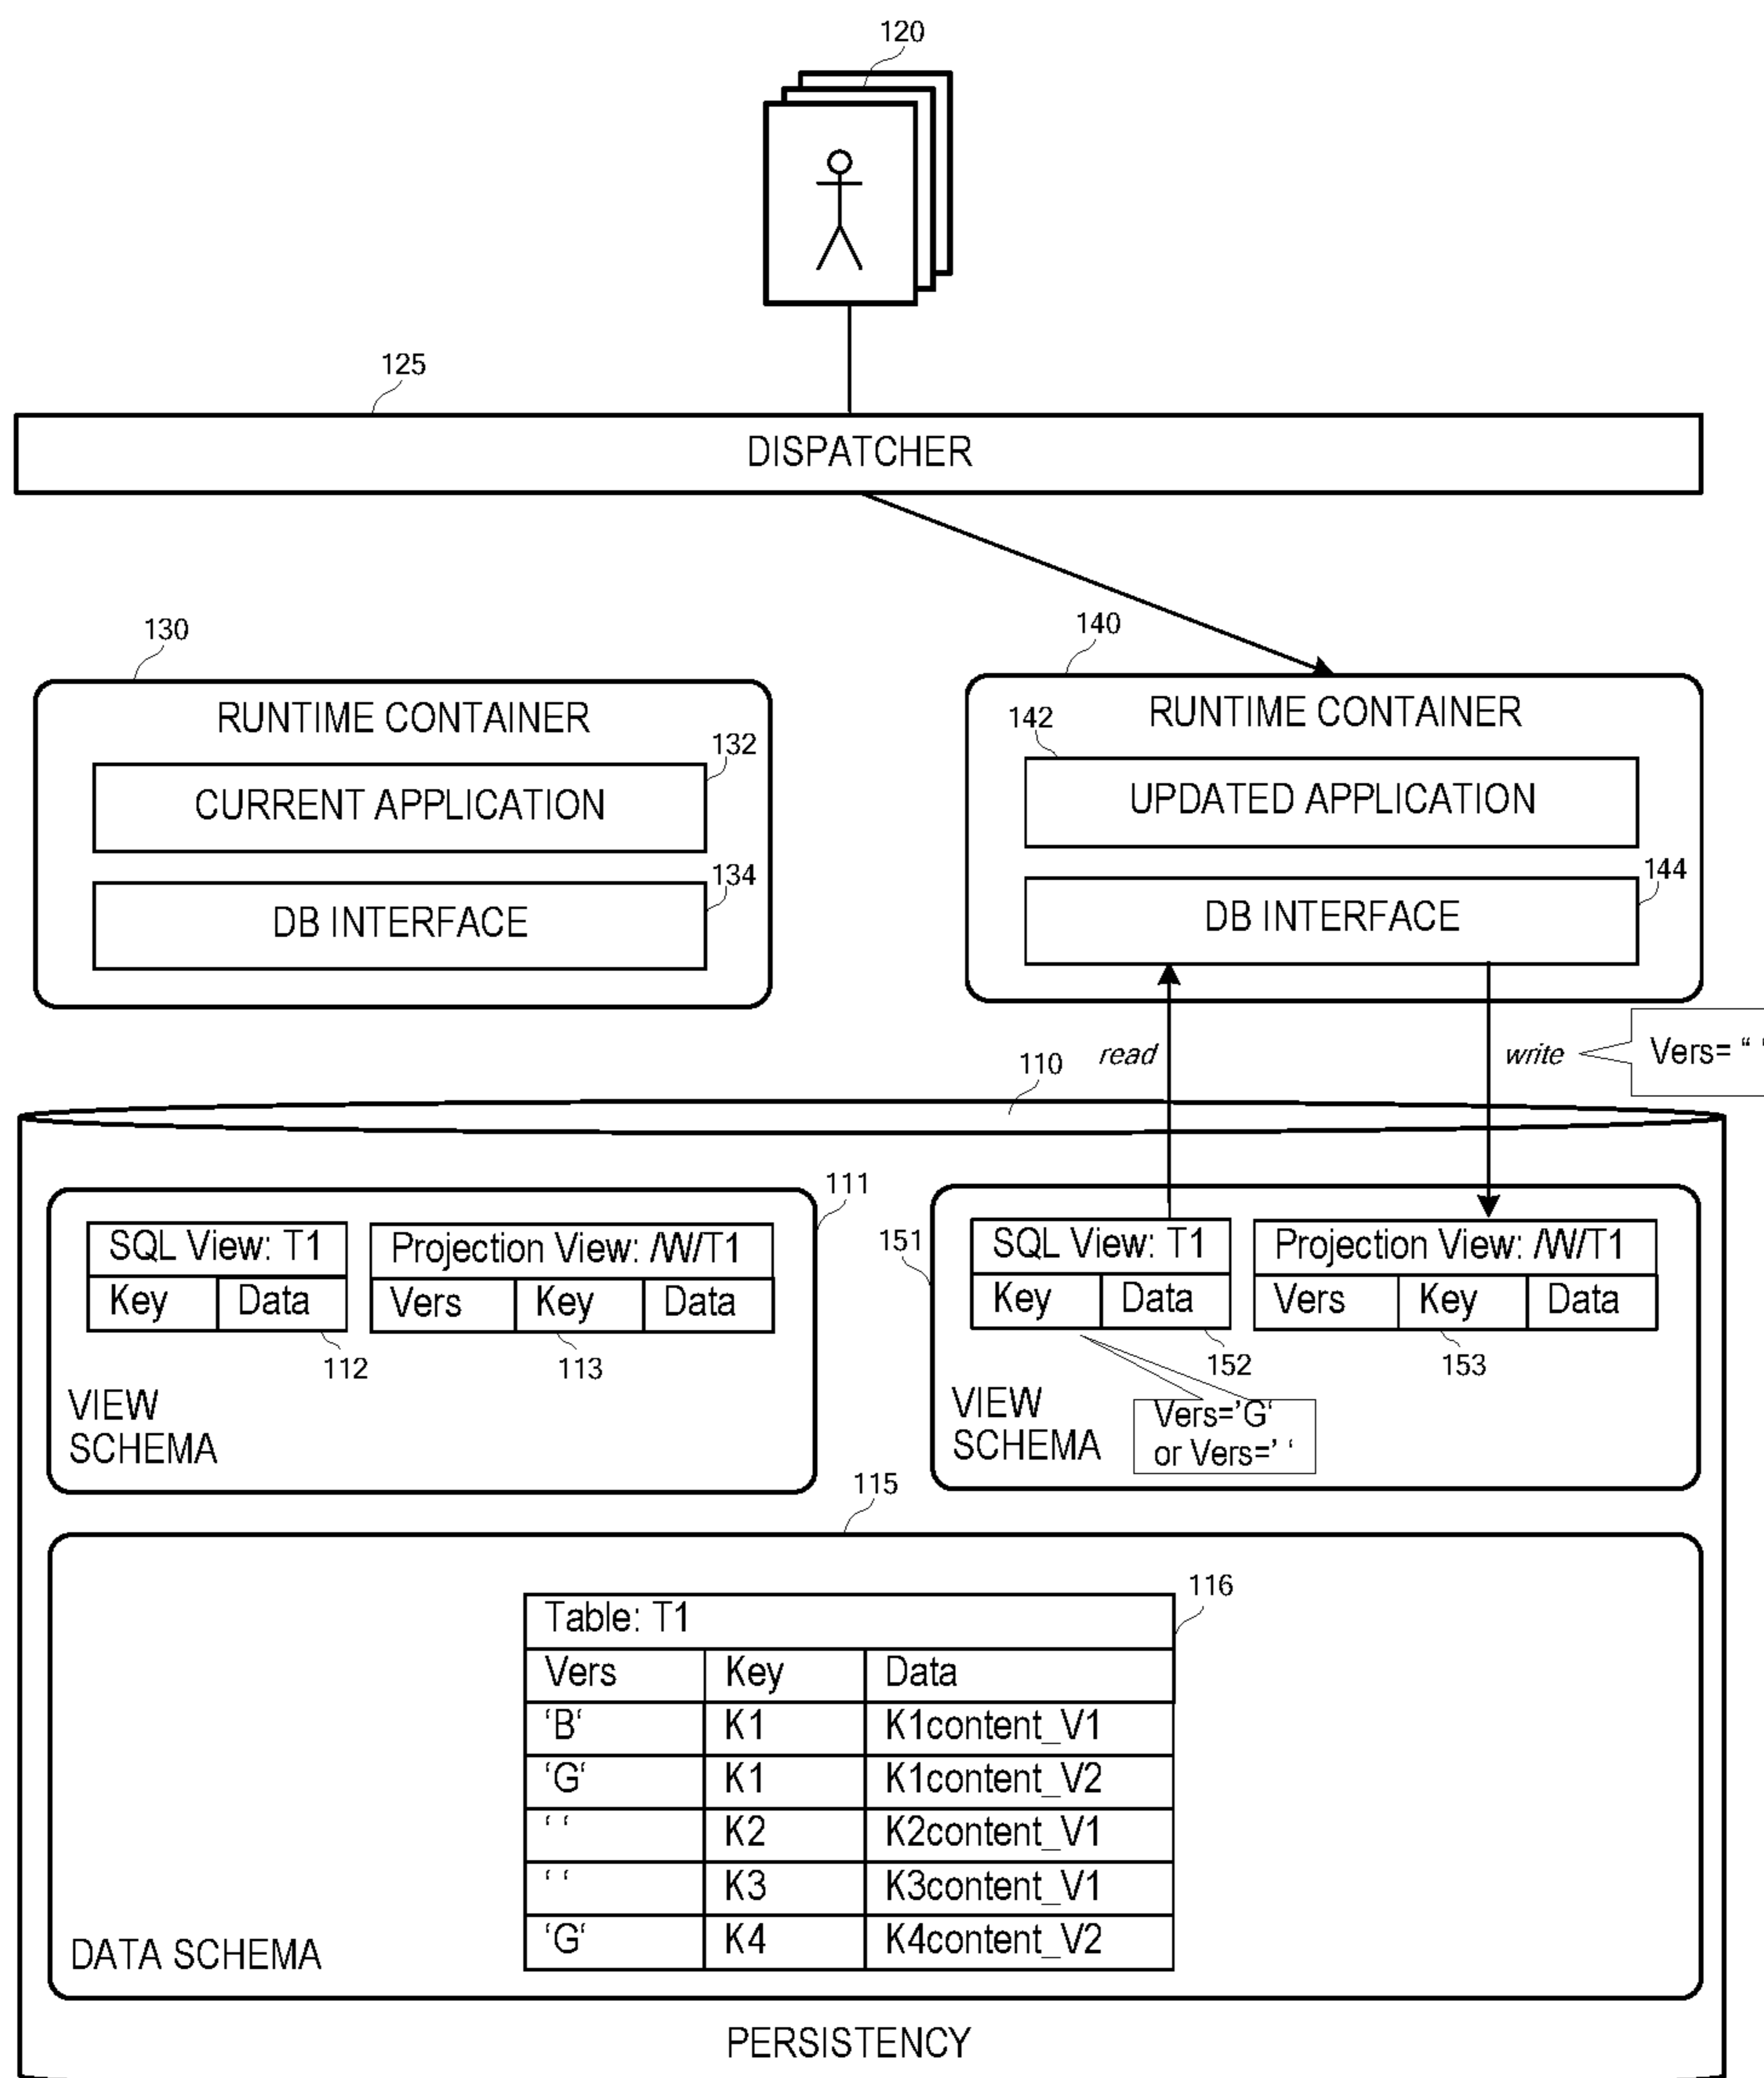 120
125
DISPATCHER
130
140
RUNTIME CONTAINER
RUNTIME CONTAINER
132
142
CURRENT APPLICATION
UPDATED APPLICATION
134
144
DB INTERFACE
DB INTERFACE
110
read
write
Vers= “ ‘
111
151
SQL View: T1
Projection View: /W/T1
SQL View: T1
Projection View: /W/T1
Key
Data
Vers
Key
Data
Key
Data
Vers
Key
Data
112
113
152
153
VIEW
SCHEMA
VIEW
SCHEMA
Vers=’G‘
or Vers=’ ‘
115
116
Table: T1
Vers
Key
Data
‘B‘
K1
K1content_V1
‘G‘
K1
K1content_V2
‘ ‘
K2
K2content_V1
‘ ‘
K3
K3content_V1
‘G‘
K4
K4content_V2
DATA SCHEMA
PERSISTENCY